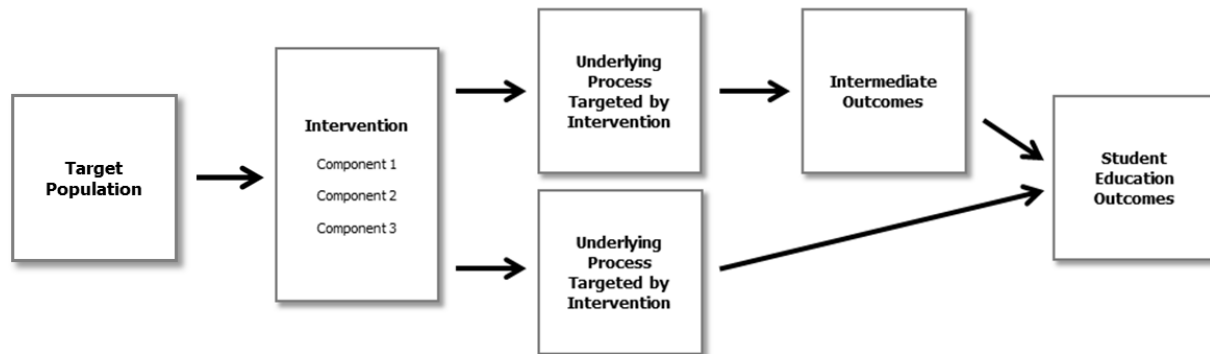 Target
Population
Intervention
Component 1
Component 2
Component 3
Underlying
Process
Targeted by
Intervention
Underlying
Process
Targeted by
Intervention
Intermediate
Outcomes
Student
Education
Outcomes